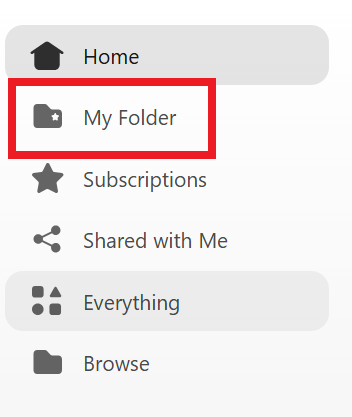 Home
My Folder
Subscriptions
Shared with Me
Everything
Browse